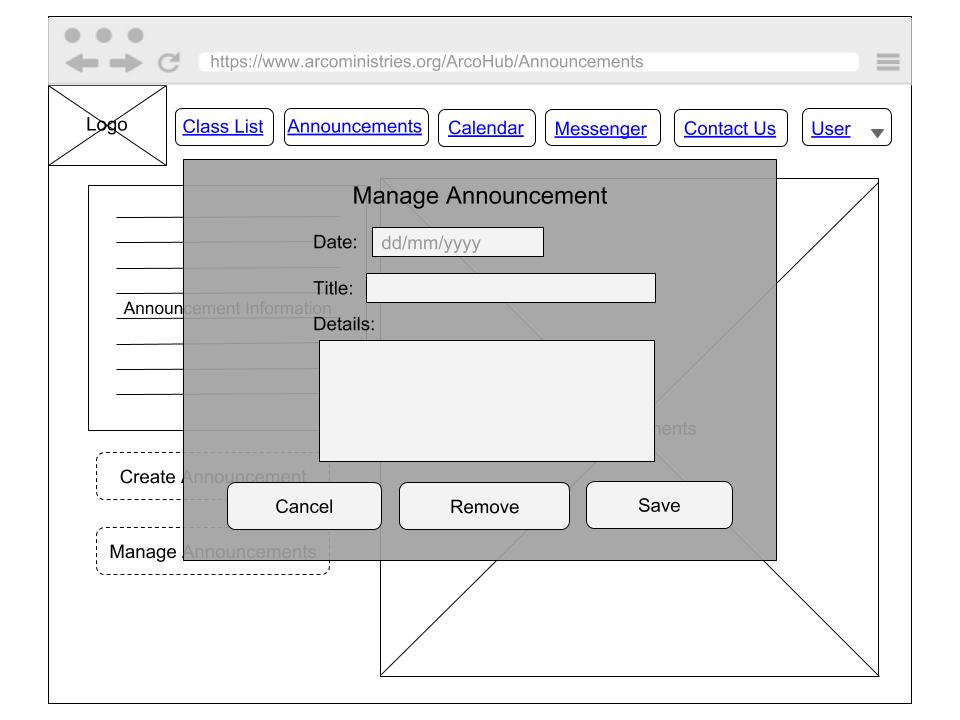 https://www.arcoministries.org/ArcoHub/Announcements
Logo
Class List
Announcements
Calendar
Messenger
Contact Us
User
Manage Announcement
Date:
dd/mm/yyyy
Title:
Announcement Information
Details:
Create Announcement
Cancel
Remove
Save
Manage Announcements